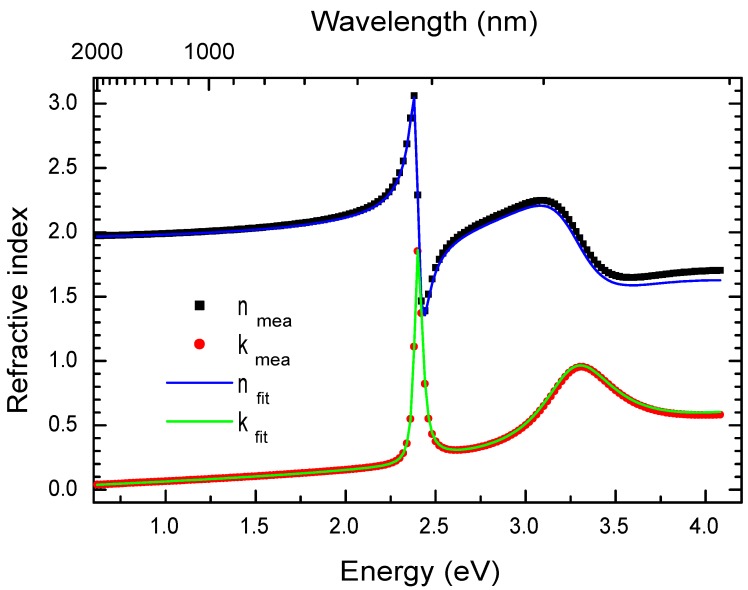 Wavelength (nm)
2000 1000
3.0
2.5
2.0
1.5
1.0
0.5
0.0
Refractive index
n mea
k mea
n fit
k fit
1.0 1.5 2.0 2.5 3.0 3.5 4.0
Energy (eV)